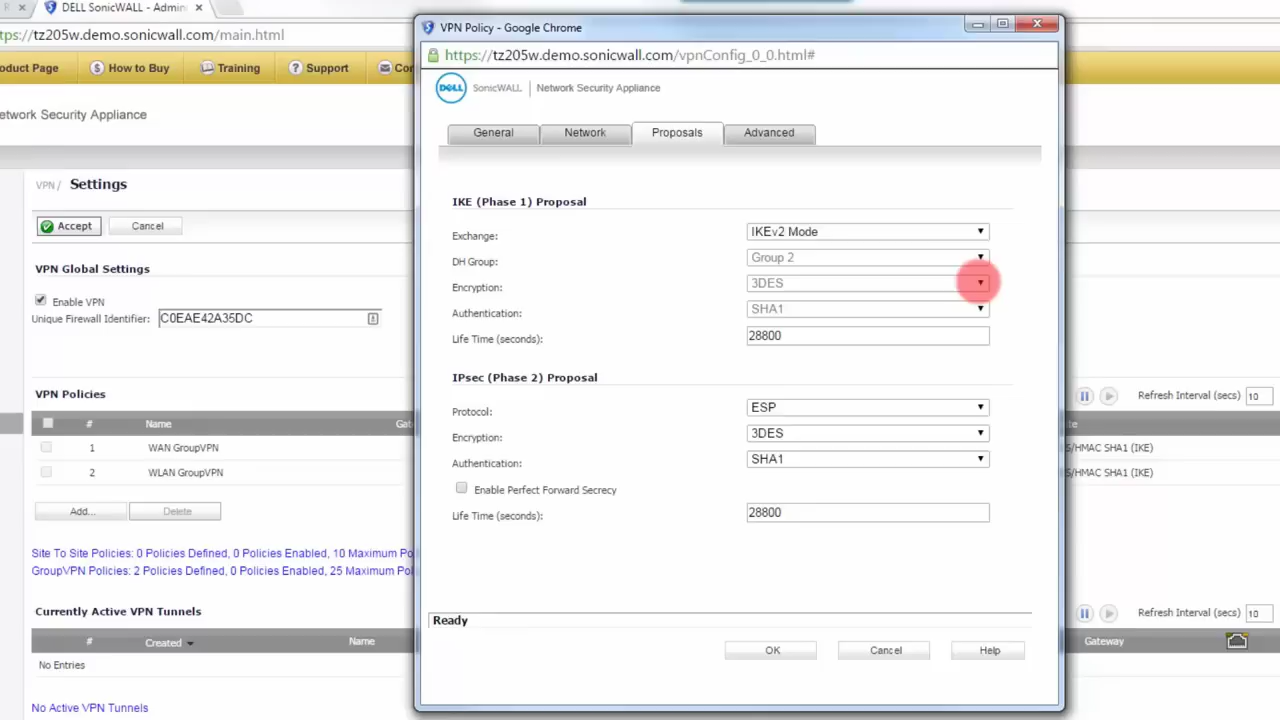 R ×
DELL SonicWALL - Admin ×
VPN Policy - Google Chrome
tps://tz205w.demo.sonicwall.com/main.html
https://tz205w.demo.sonicwall.com/vpnConfig_0_0.html#
oduct Page
$ How to Buy
Training
? Support
Con
DELL SonicWALL | Network Security Appliance
etwork Security Appliance
General
Network
Proposals
Advanced
VPN / Settings
Accept
Cancel
VPN Global Settings
Enable VPN
Unique Firewall Identifier: C0EAE42A35DC
IKE (Phase 1) Proposal
Exchange: IKEv2 Mode
DH Group: Group 2
Encryption: 3DES
Authentication: SHA1
Life Time (seconds): 28800
IPsec (Phase 2) Proposal
Protocol: ESP
Encryption: 3DES
Authentication: SHA1
Enable Perfect Forward Secrecy
Life Time (seconds): 28800
Ready
OK
Cancel
Help
VPN Policies
Refresh Interval (secs) 10
# Name Gat te
1 WAN GroupVPN S/HMAC SHA1 (IKE)
2 WLAN GroupVPN S/HMAC SHA1 (IKE)
Add...
Delete
Site To Site Policies: 0 Policies Defined, 0 Policies Enabled, 10 Maximum Pol
GroupVPN Policies: 2 Policies Defined, 0 Policies Enabled, 25 Maximum Pol
Currently Active VPN Tunnels
Refresh Interval (secs) 10
# Created Name Gateway
No Entries
No Active VPN Tunnels